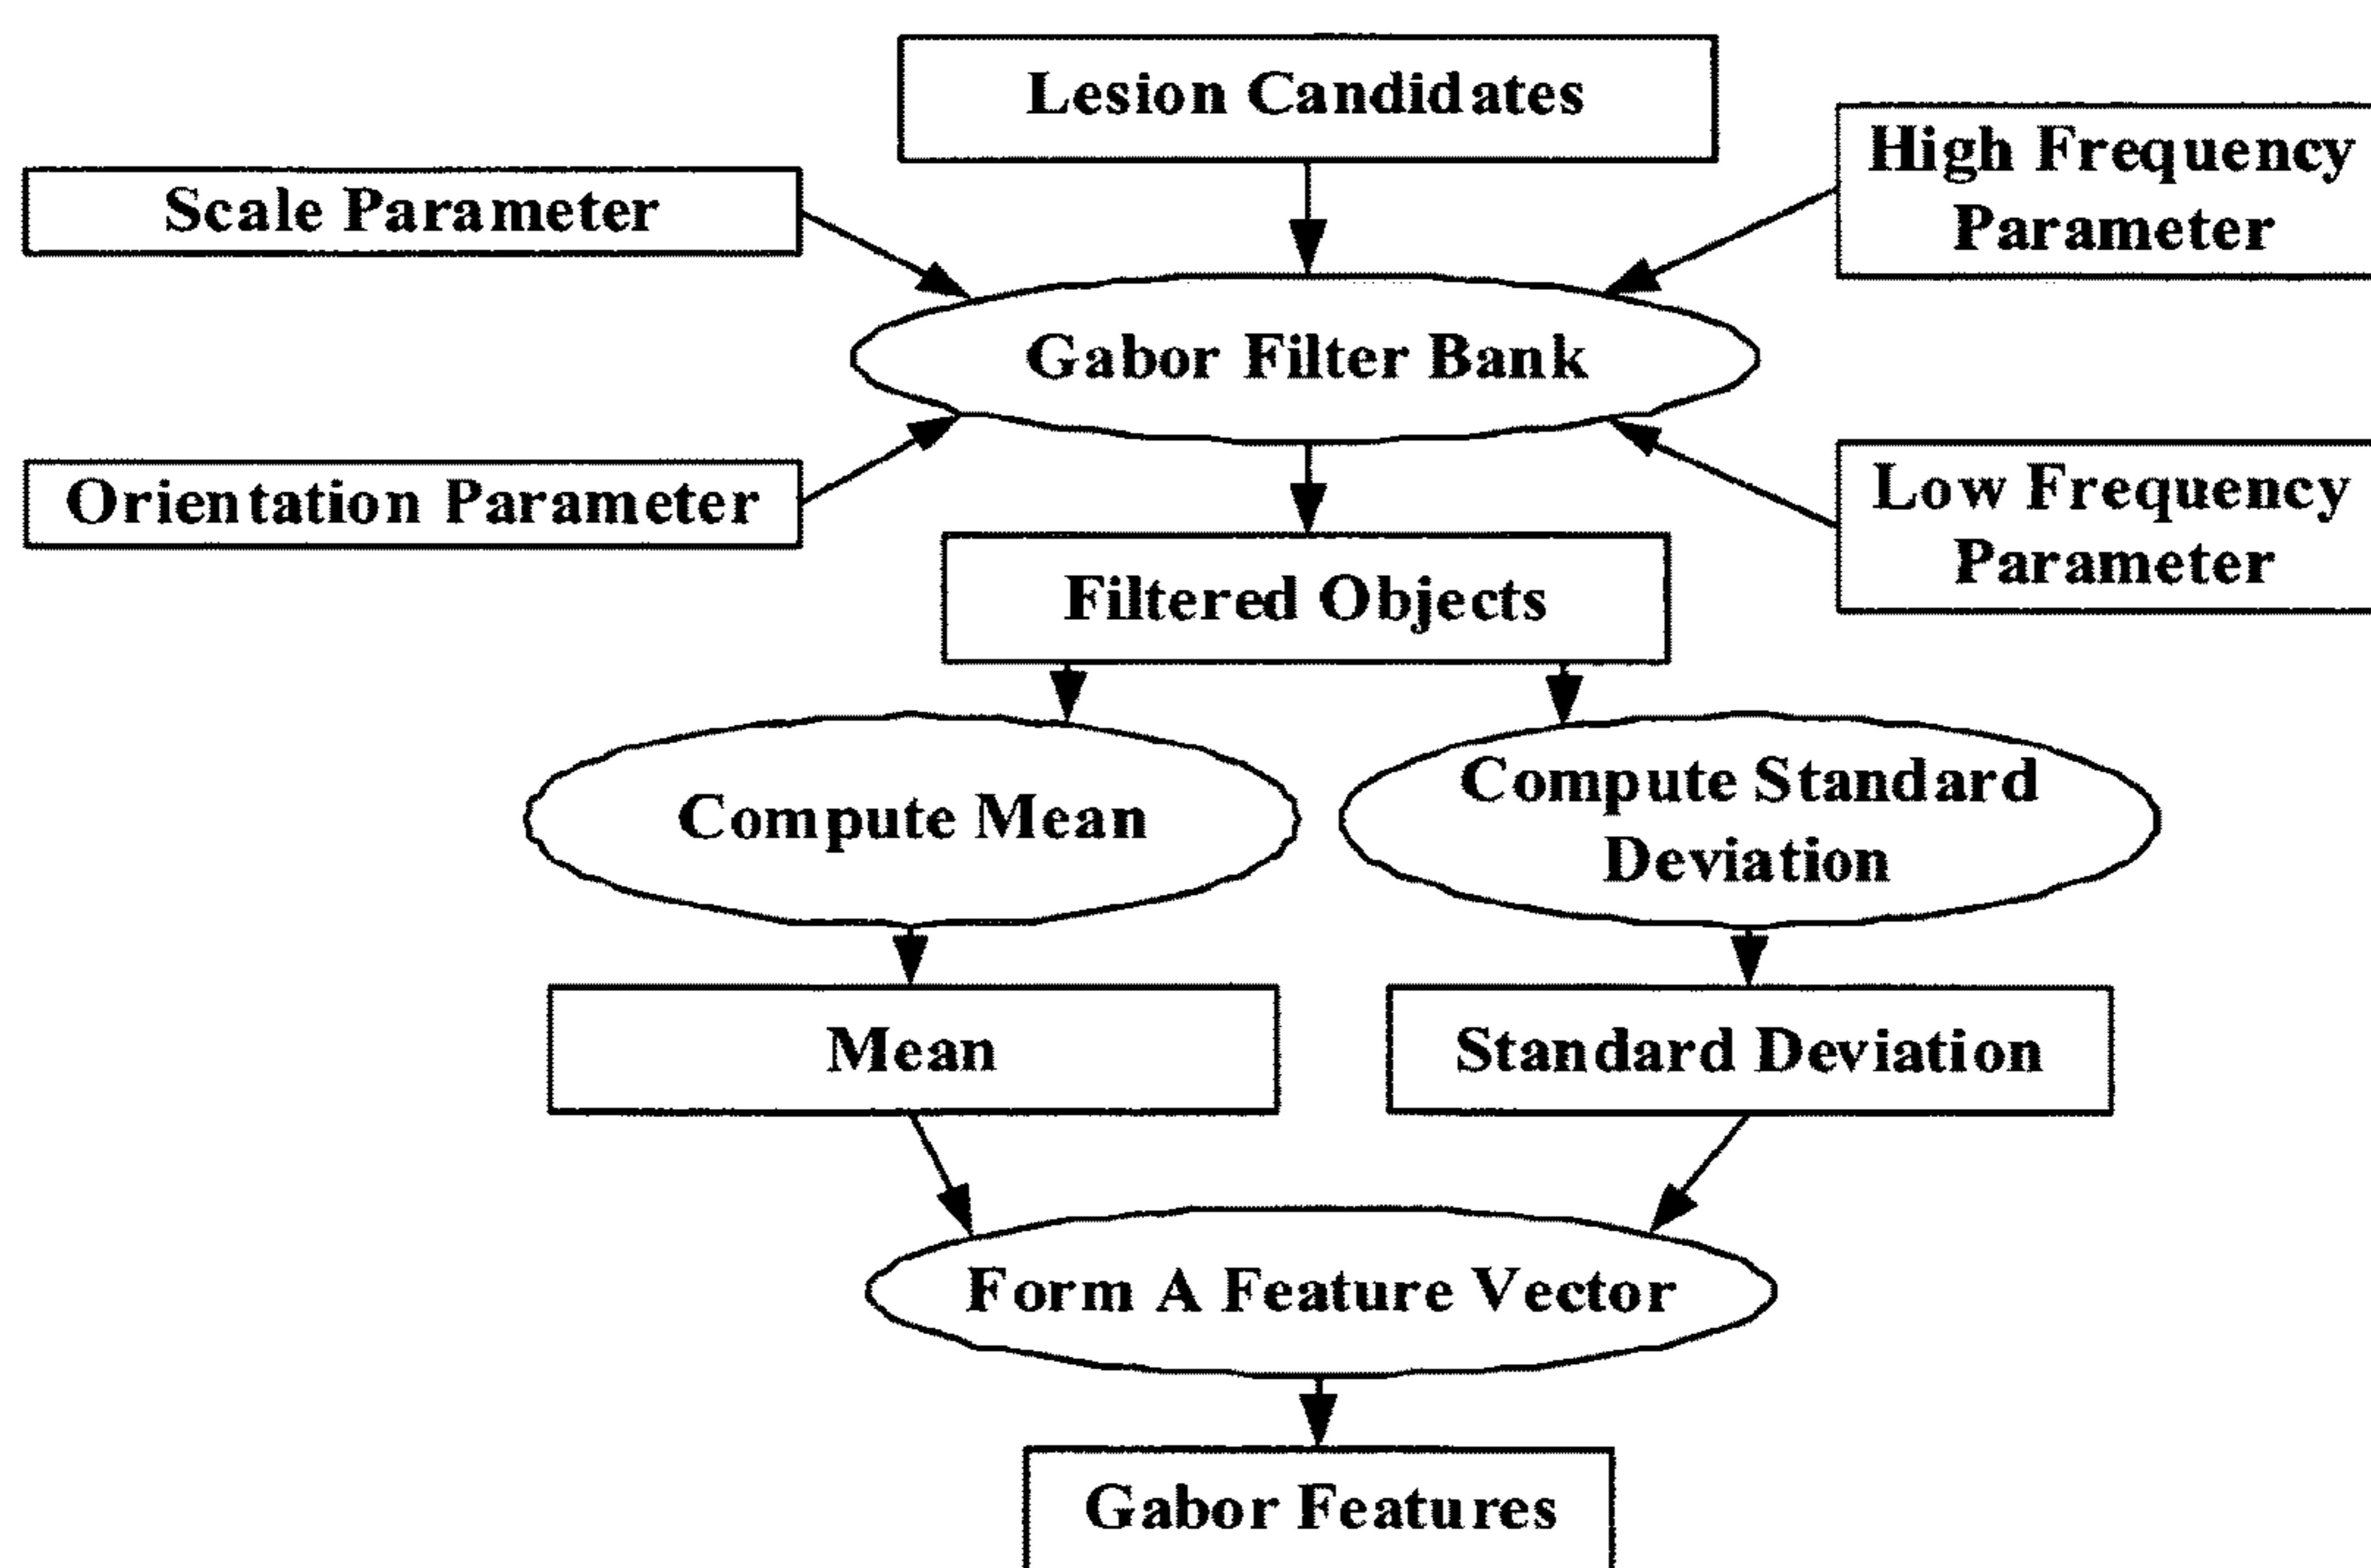 Lesion Candidates
High Frequency
Parameter
Scale Parameter
Gabor Filter Bank
Orientation Parameter
Low Frequency
Parameter
Filtered Objects
Compute Mean
Compute Standard
Deviation
Mean
Standard Deviation
Form A Feature Vector
Gabor Features